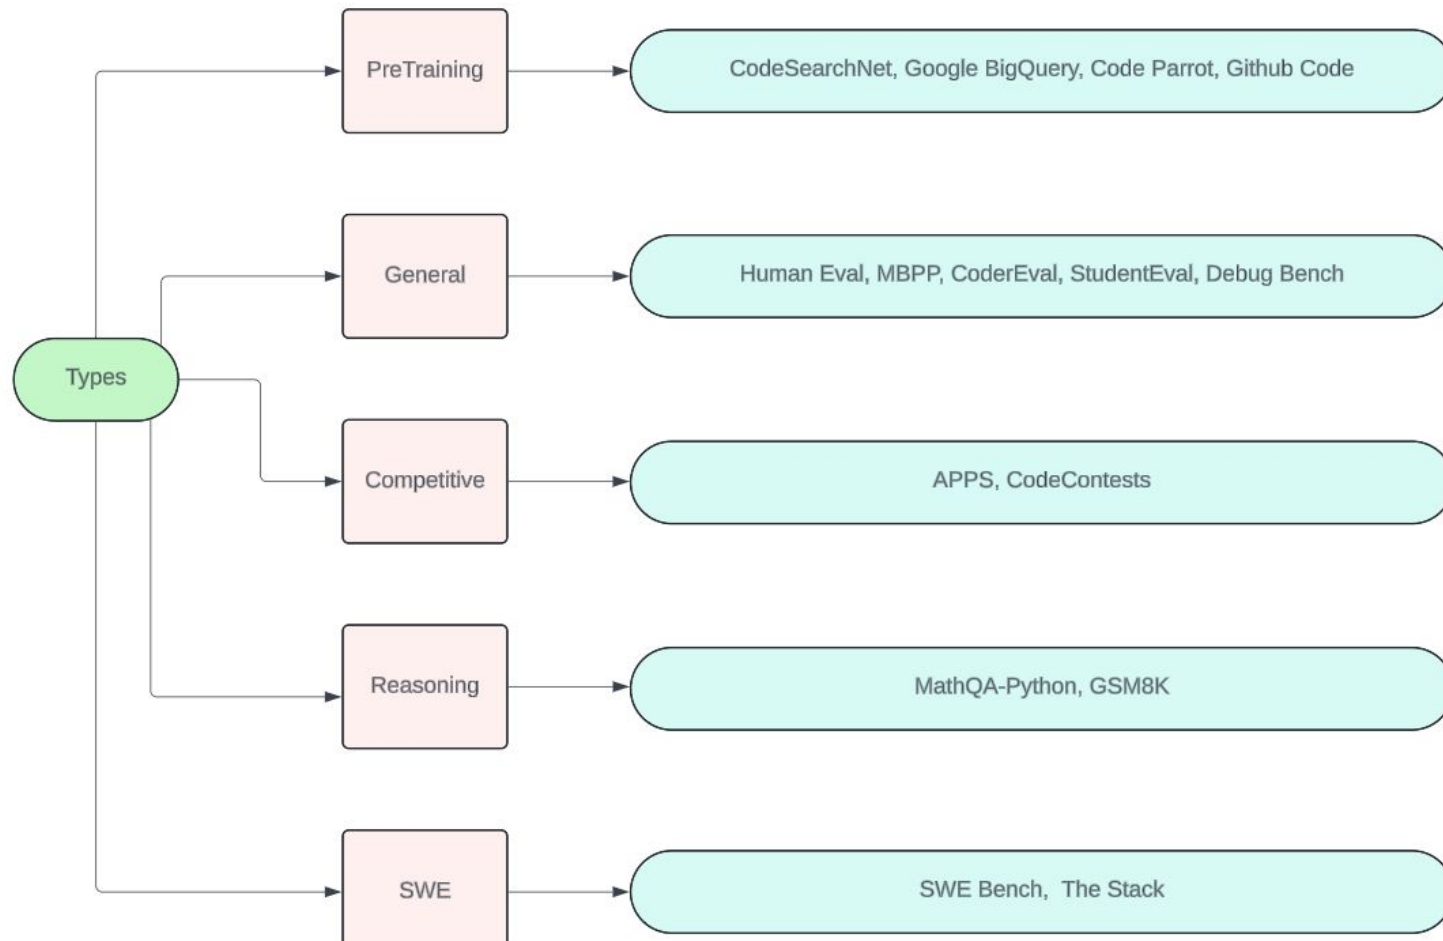 PreTraining
CodeSearchNet, Google BigQuery, Code Parrot, Github Code
General
Human Eval, MBPP, CoderEval, StudentEval, Debug Bench
Types
Competitive
APPS, CodeContests
Reasoning
MathQA-Python, GSM8K
SWE
SWE Bench,  The Stack